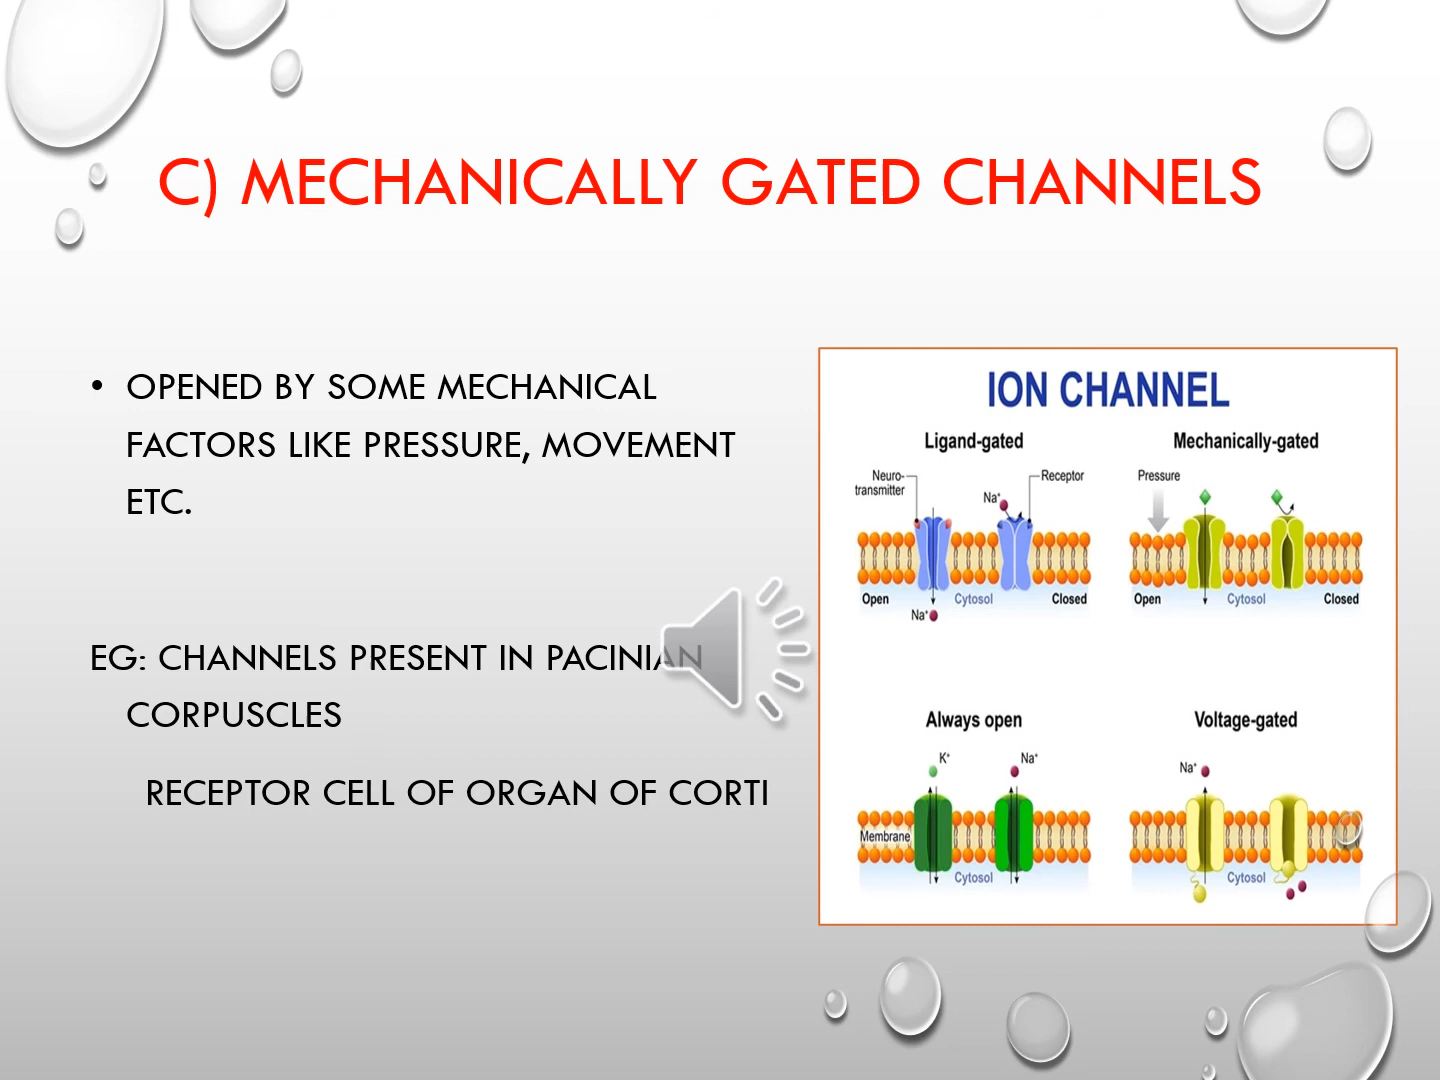 C) MECHANICALLY GATED CHANNELS
• OPENED BY SOME MECHANICAL
FACTORS LIKE PRESSURE, MOVEMENT
ETC.
EG: CHANNELS PRESENT IN PACINIAN
CORPUSCLES
RECEPTOR CELL OF ORGAN OF CORTI
ION CHANNEL
Ligand-gated
Neuro-
transmitter
Na⁺
Receptor
Open
Cytosol
Closed
Na⁺
Mechanically-gated
Pressure
Open
Cytosol
Closed
Always open
K⁺
Na⁺
Membrane
Cytosol
Voltage-gated
Na⁺
Cytosol